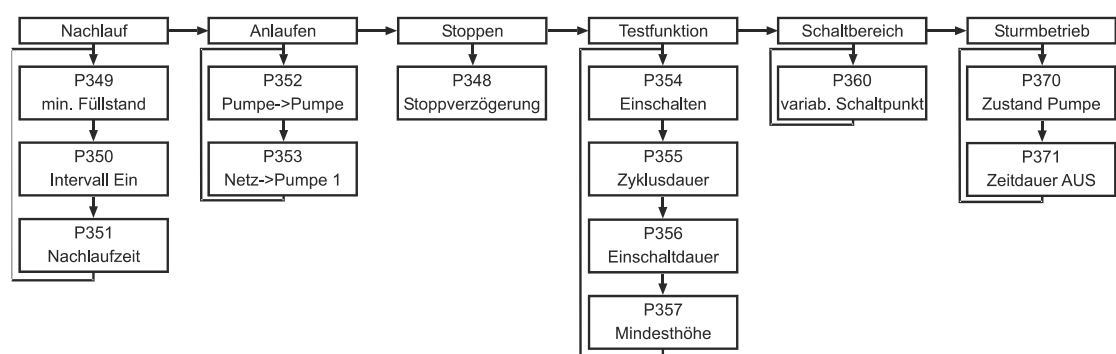 Nachlauf
Anlaufen
Stoppen
Testfunktion
Schaltbereich
Sturmbetrieb
P349
min. Füllstand
P352
Pumpe->Pumpe
P348
Stoppverzögerung
P354
Einschalten
P360
variab. Schaltpunkt
P370
Zustand Pumpe
P350
Intervall Ein
P353
Netz->Pumpe 1
P355
Zyklusdauer
P371
Zeitdauer AUS
P351
Nachlaufzeit
P356
Einschaltdauer
P357
Mindesthöhe